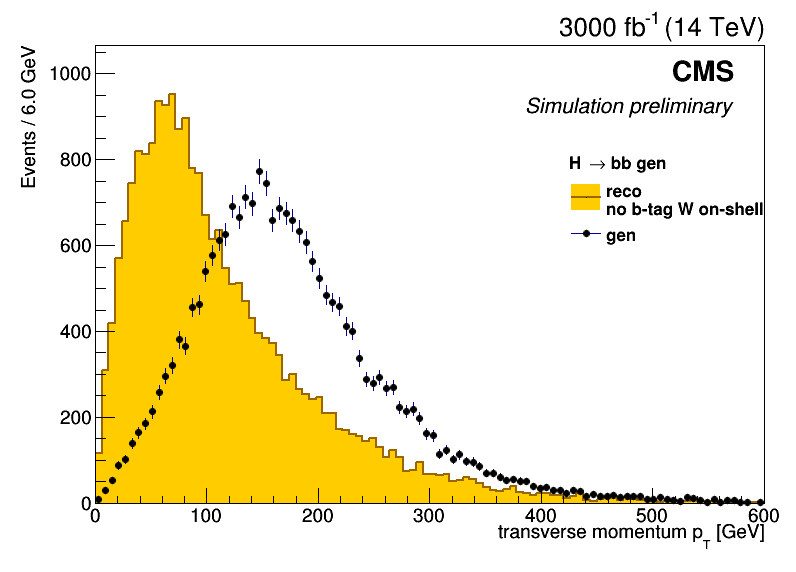 3000 fb-1 (14 TeV)
CMS
Simulation preliminary
H → bb gen
reco
no b-tag W on-shell
gen
Events / 6.0 GeV
1000
800
600
400
200
0
0 100 200 300 400 500 600
transverse momentum pT [GeV]